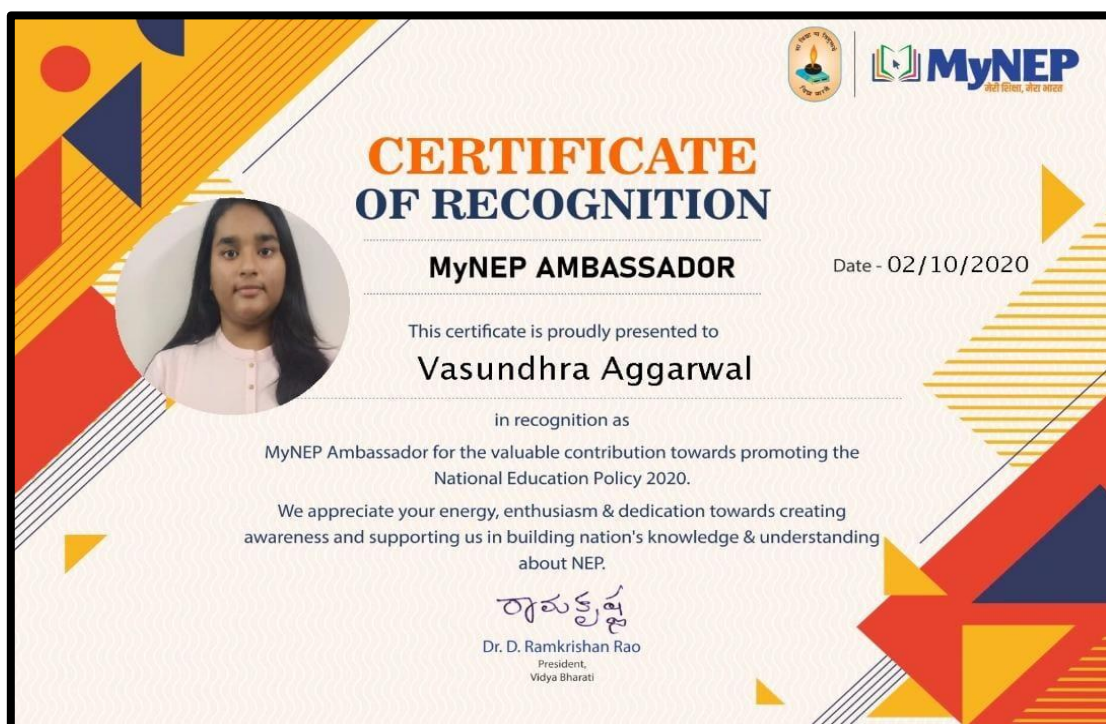 सा विद्या या विमुक्तये
विद्या भारती
MyNEP
मेरी शिक्षा, मेरा भारत
CERTIFICATE
OF RECOGNITION
MyNEP AMBASSADOR
Date - 02/10/2020
This certificate is proudly presented to
Vasundhra Aggarwal
in recognition as
MyNEP Ambassador for the valuable contribution towards promoting the
National Education Policy 2020.
We appreciate your energy, enthusiasm & dedication towards creating
awareness and supporting us in building nation's knowledge & understanding
about NEP.
రామకృష్ణ
Dr. D. Ramkrishan Rao
President,
Vidya Bharati